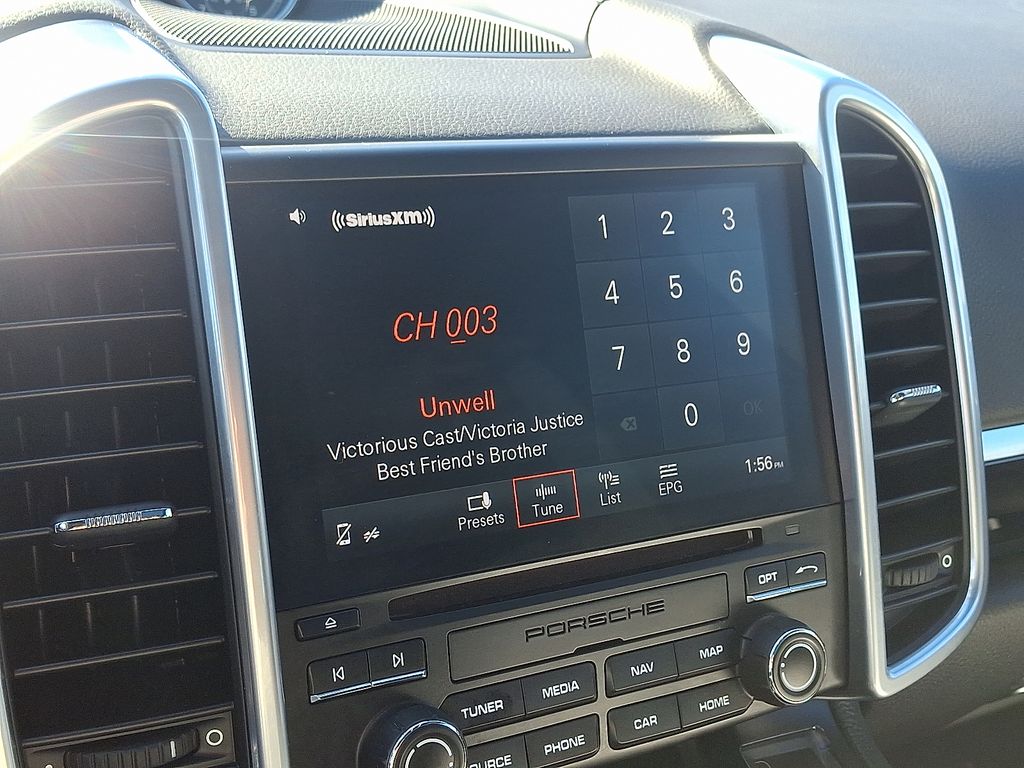 SiriusXM
CH 003
Unwell
Victorious Cast/Victoria Justice
Best Friend's Brother
1 2 3
4 5 6
7 8 9
0 OK
Presets Tune List EPG 1:56 PM
OPT
PORSCHE
TUNER MEDIA NAV MAP
PHONE CAR HOME